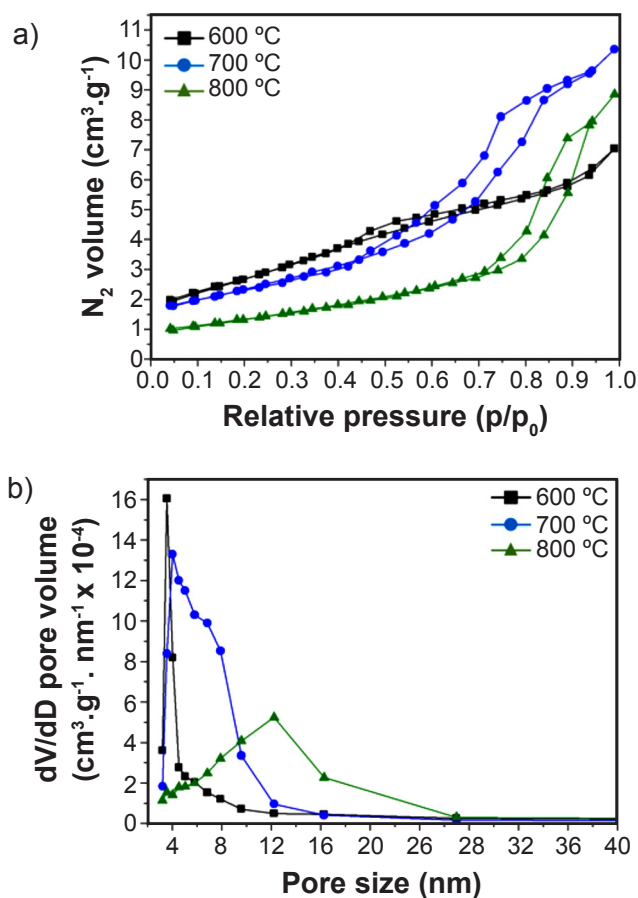 a)
600 ºC
700 ºC
800 ºC
N₂ volume (cm³.g⁻¹)
11
10
9
8
7
6
5
4
3
2
1
0
0.0 0.1 0.2 0.3 0.4 0.5 0.6 0.7 0.8 0.9 1.0
Relative pressure (p/p₀)
b)
600 ºC
700 ºC
800 ºC
dV/dD pore volume
(cm³.g⁻¹. nm⁻¹ x 10⁻⁴)
16
14
12
10
8
6
4
2
0
4 8 12 16 20 24 28 32 36 40
Pore size (nm)